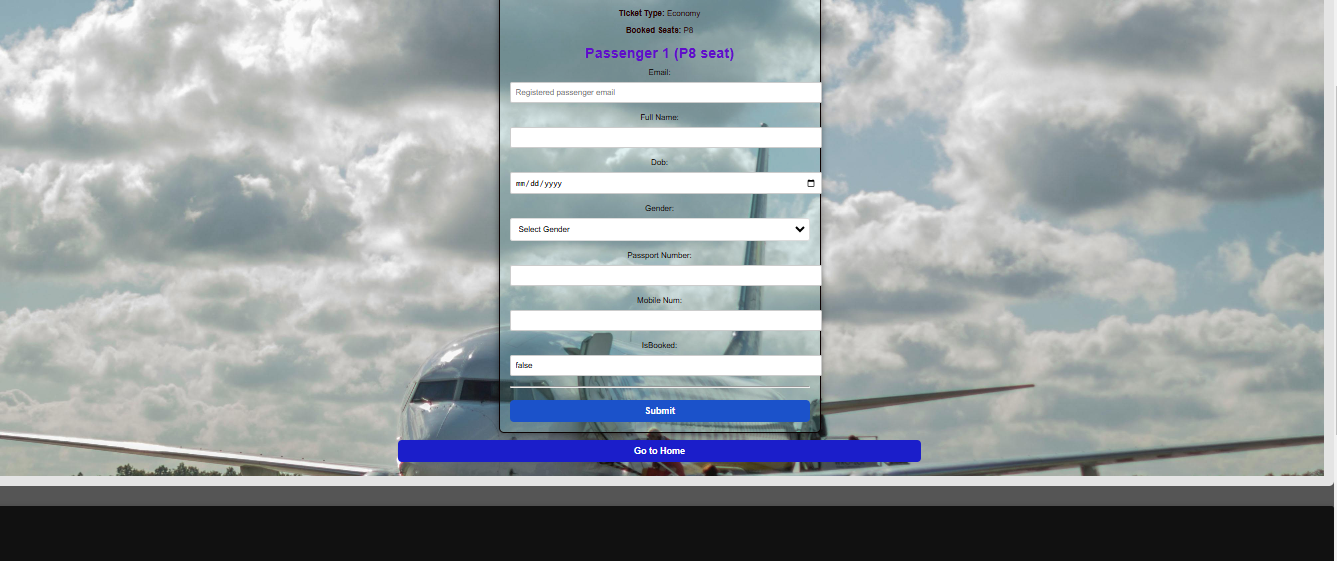 Ticket Type: Economy
Booked Seats: P8
Passenger 1 (P8 seat)
Email:
Registered passenger email
Full Name:
Dob:
mm/dd/yyyy
Gender:
Select Gender
Passport Number:
Mobile Num:
IsBooked:
false
Submit
Go to Home